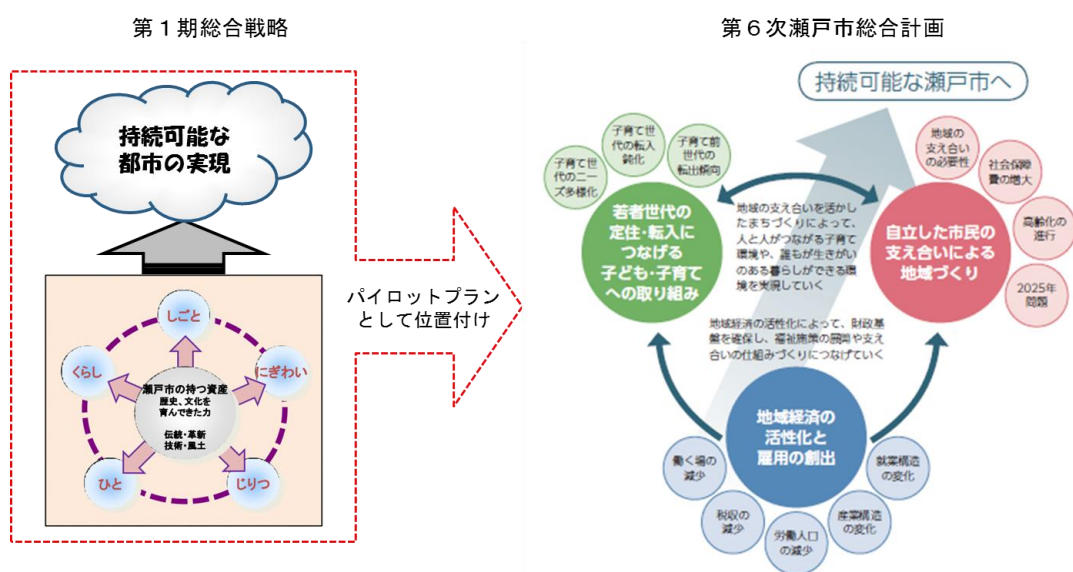 第１期総合戦略
持続可能な
都市の実現
しごと
くらし
にぎわい
瀬戸市の持つ資産
歴史、文化を
育んできた力
伝統・革新
技術・風土
ひと
じりつ
パイロットプラン
として位置付け
第６次瀬戸市総合計画
持続可能な瀬戸市へ
子育て世
代のニー
ズ多様化
子育て世
代の転入
鈍化
子育て前
世代の
転出傾向
若者世代の
定住・転入に
つなげる
子ども・子育て
への取り組み
地域の支え合いを活かし
たまちづくりによって、
人と人がつながる子育て
環境や、誰もが生きがい
のある暮らしができる環
境を実現していく
地域の
支え合い
の必要性
社会保障
費の増大
高齢化の
進行
2025年
問題
自立した市民の
支え合いによる
地域づくり
地域経済の活性化によって、財政基
盤を確保し、福祉施策の展開や支え
合いの仕組みづくりにつなげていく
地域経済の
活性化と
雇用の創出
働く場の
減少
税収の
減少
労働人口
の減少
産業構造
の変化
就業構造
の変化